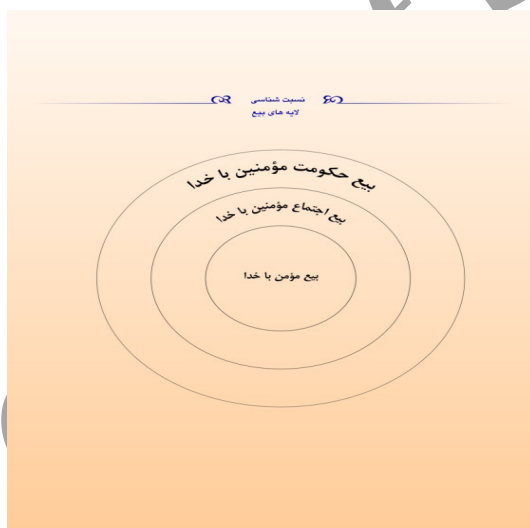 نسبت شناسی
لایه های بیع
بیع حکومت مؤمنین با خدا
بیع اجتماع مؤمنین با خدا
بیع مؤمن با خدا